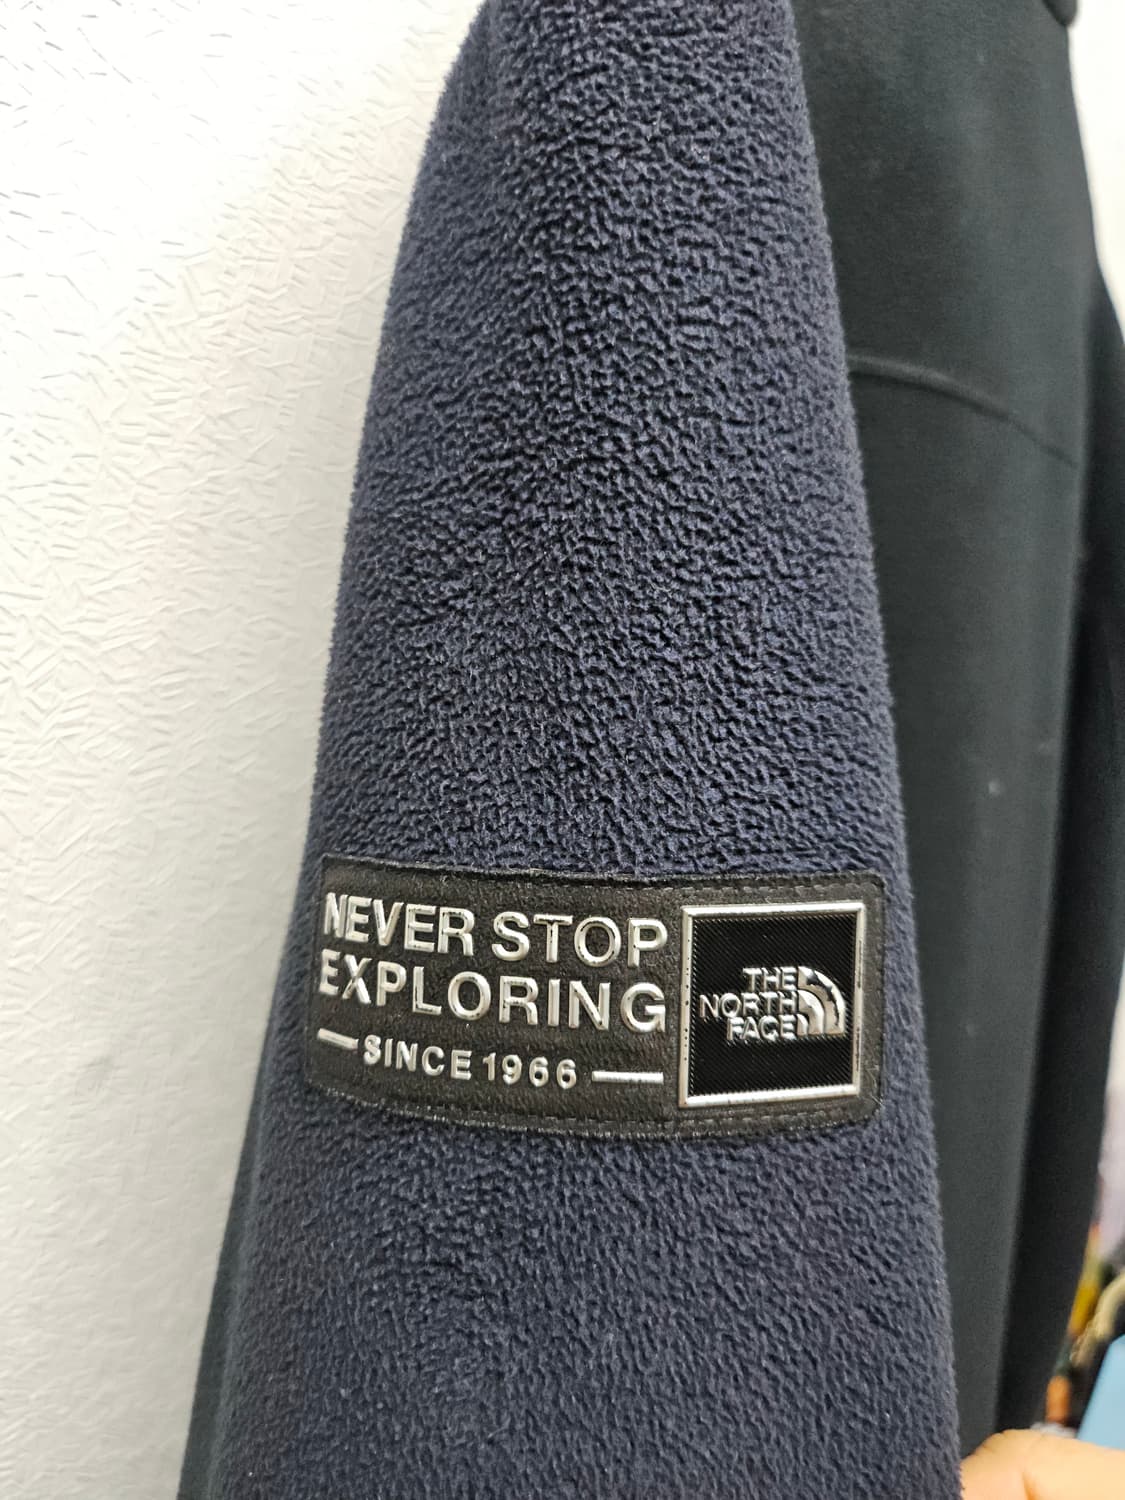 NEVER STOP
EXPLORING
SINCE 1966
THE
NORTH
FACE